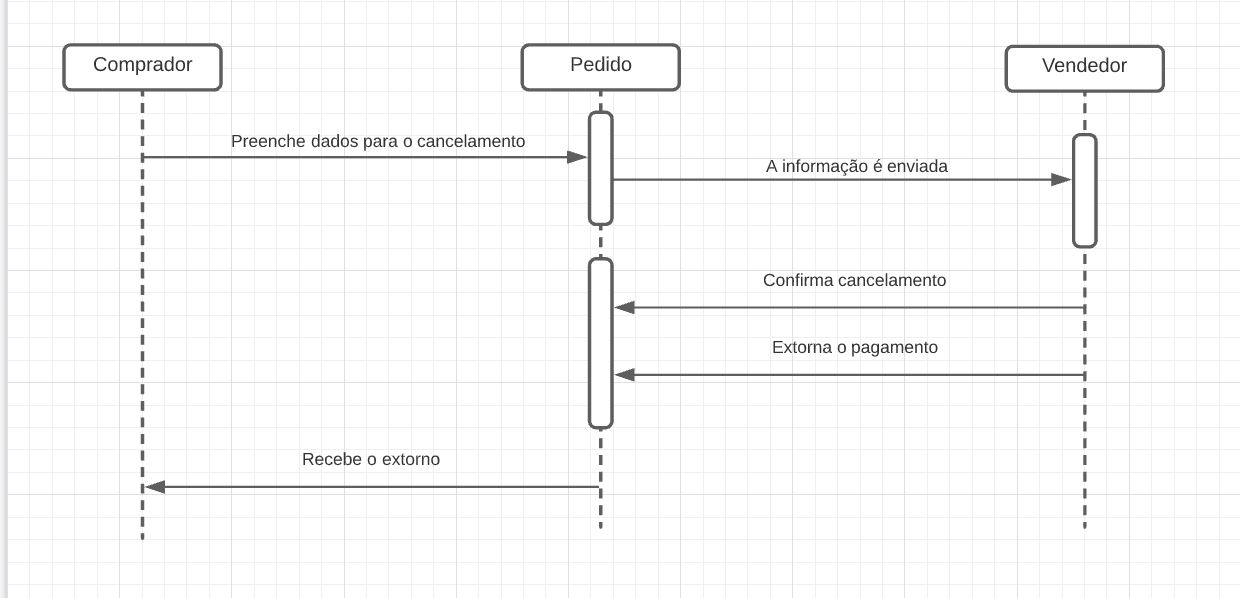 Comprador
Pedido
Vendedor
Preenche dados para o cancelamento
A informação é enviada
Confirma cancelamento
Extorna o pagamento
Recebe o extorno